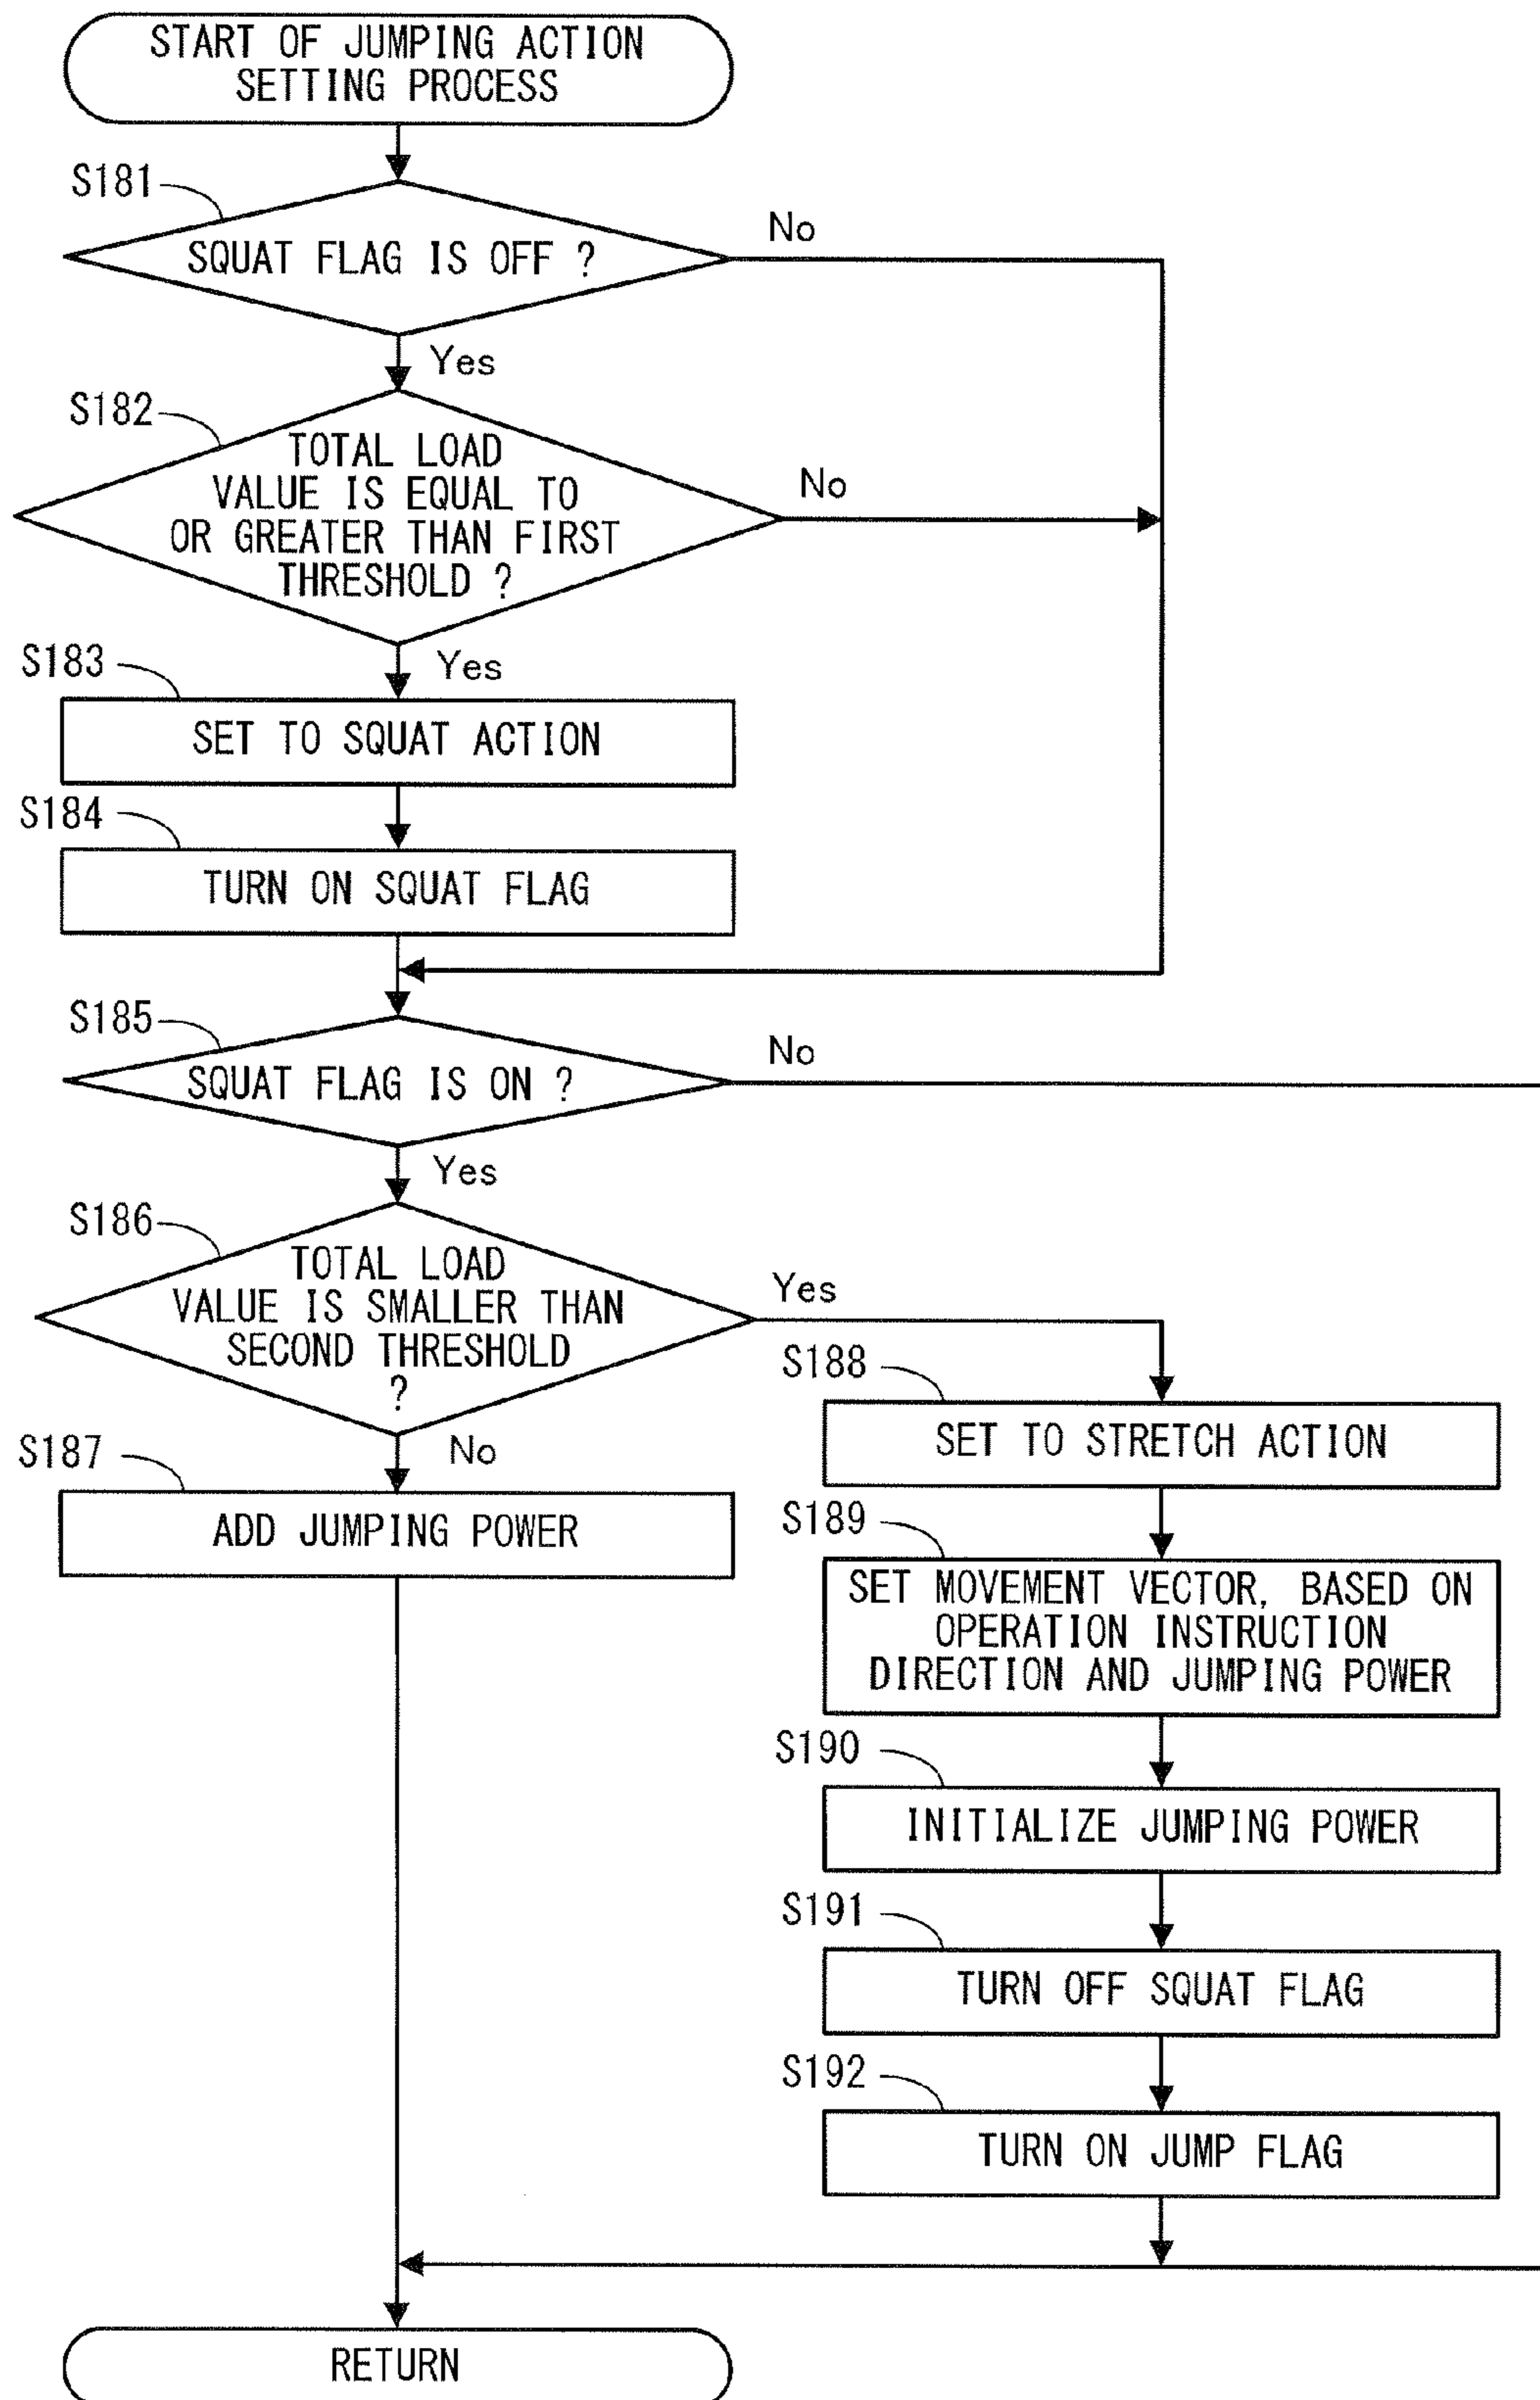 START OF JUMPING ACTION
SETTING PROCESS
S181
SQUAT FLAG IS OFF ?
No
Yes
S182
TOTAL LOAD
VALUE IS EQUAL TO
OR GREATER THAN FIRST
THRESHOLD ?
No
Yes
S183
SET TO SQUAT ACTION
S184
TURN ON SQUAT FLAG
S185
SQUAT FLAG IS ON ?
No
Yes
S186
TOTAL LOAD
VALUE IS SMALLER THAN
SECOND THRESHOLD
?
Yes
No
S187
ADD JUMPING POWER
S188
SET TO STRETCH ACTION
S189
SET MOVEMENT VECTOR, BASED ON
OPERATION INSTRUCTION
DIRECTION AND JUMPING POWER
S190
INITIALIZE JUMPING POWER
S191
TURN OFF SQUAT FLAG
S192
TURN ON JUMP FLAG
RETURN